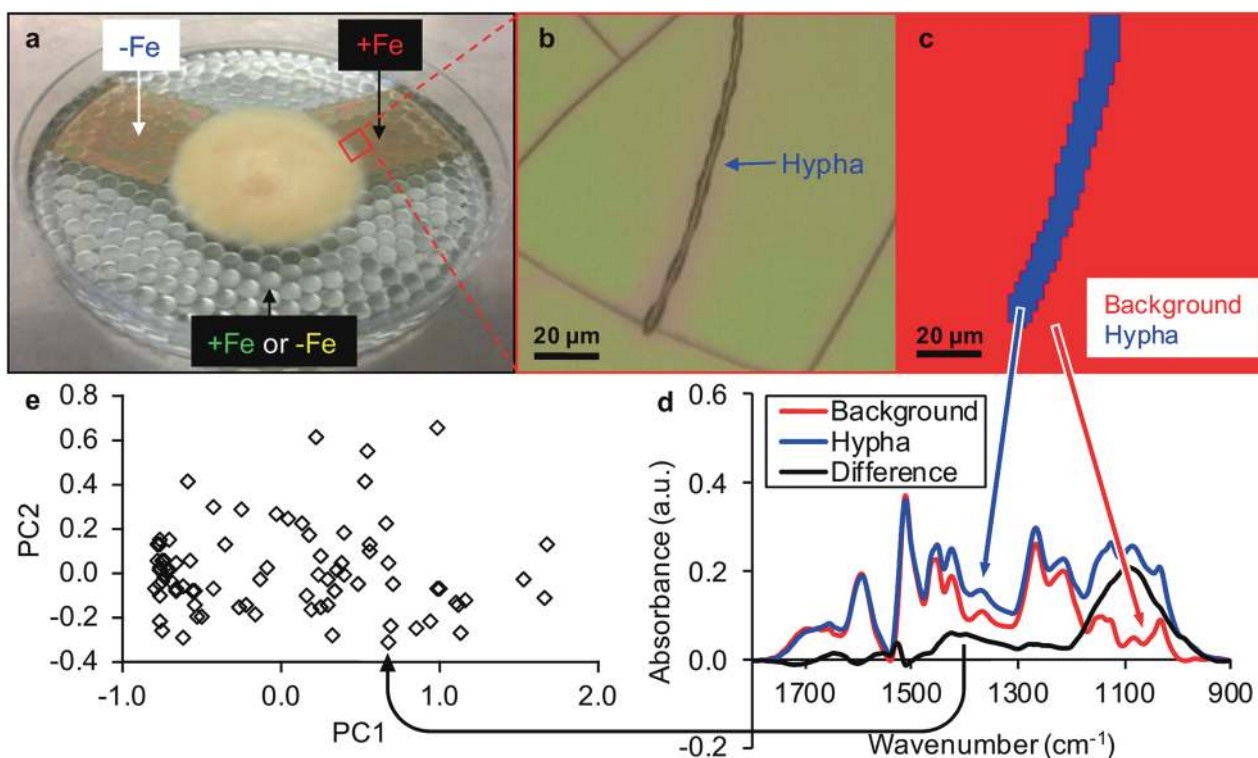 a
-Fe
+Fe
+Fe or -Fe
b
Hypha
20 µm
c
Background
Hypha
20 µm
e
0.8
0.6
0.4
0.2
0.0
-0.2
-0.4
PC2
-1.0
0.0
1.0
2.0
PC1
d
Background
Hypha
Difference
0.6
0.4
0.2
0.0
-0.2
Absorbance (a.u.)
1700
1500
1300
1100
900
Wavenumber (cm⁻¹)